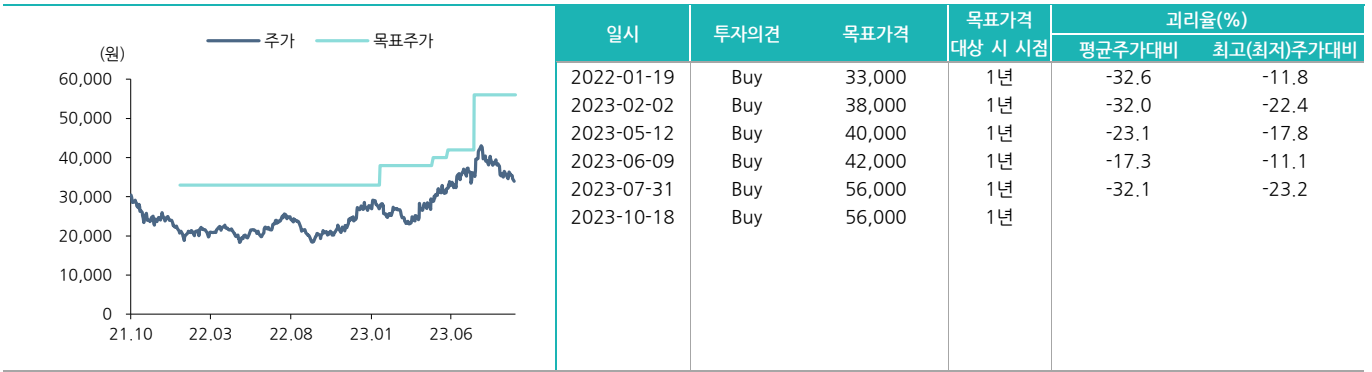 주가 목표주가
(원)
60,000
50,000
40,000
30,000
20,000
10,000
0
21.10 22.03 22.08 23.01 23.06
일시 투자의견 목표가격 목표가격 대상 시 시점 괴리율(%)
평균주가대비 최고(최저)주가대비
2022-01-19 Buy 33,000 1년 -32.6 -11.8
2023-02-02 Buy 38,000 1년 -32.0 -22.4
2023-05-12 Buy 40,000 1년 -23.1 -17.8
2023-06-09 Buy 42,000 1년 -17.3 -11.1
2023-07-31 Buy 56,000 1년 -32.1 -23.2
2023-10-18 Buy 56,000 1년